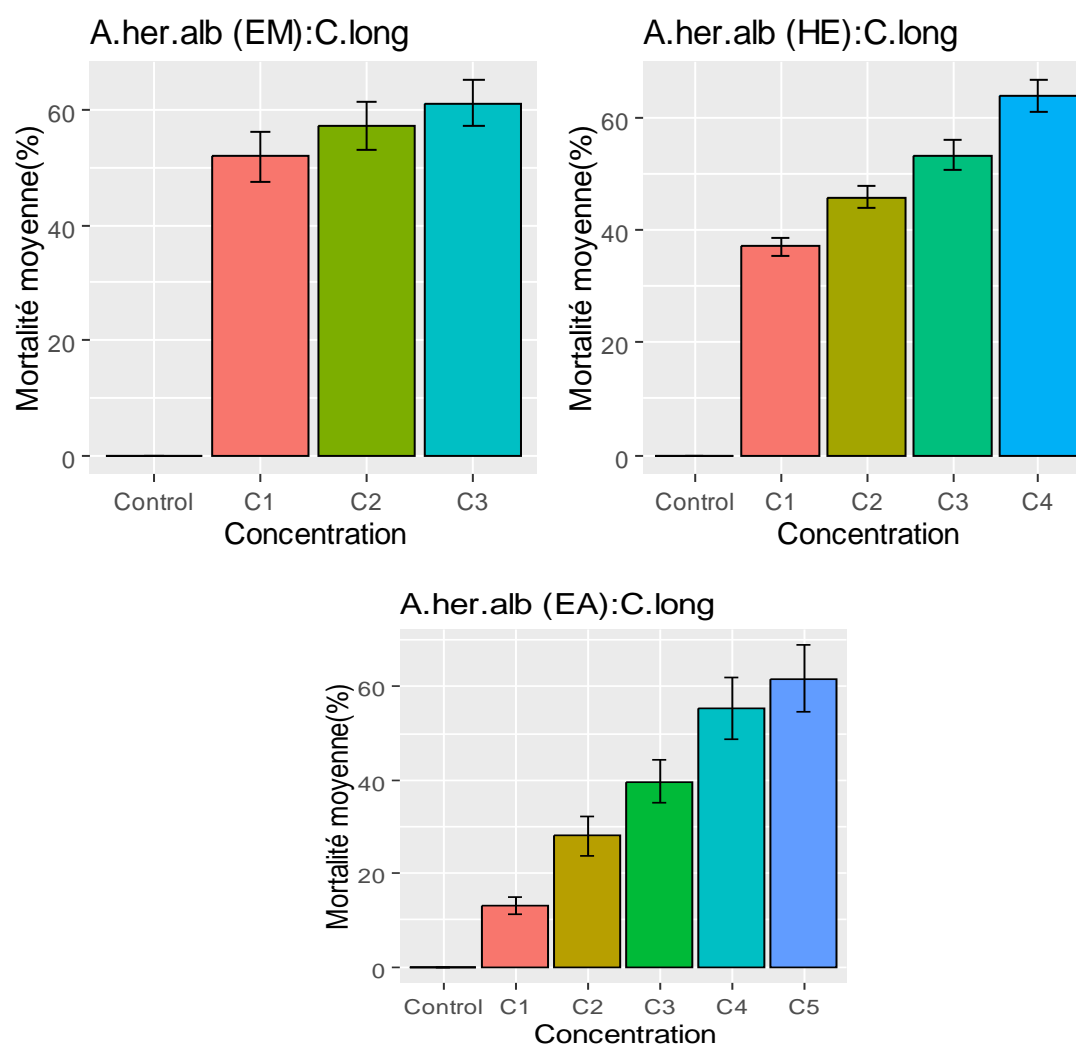 A.her.alb (EM):C.long
Mortalité moyenne(%)
60
40
20
0
Control C1 C2 C3
Concentration
A.her.alb (HE):C.long
Mortalité moyenne(%)
60
40
20
0
Control C1 C2 C3 C4
Concentration
A.her.alb (EA):C.long
Mortalité moyenne(%)
60
40
20
0
Control C1 C2 C3 C4 C5
Concentration